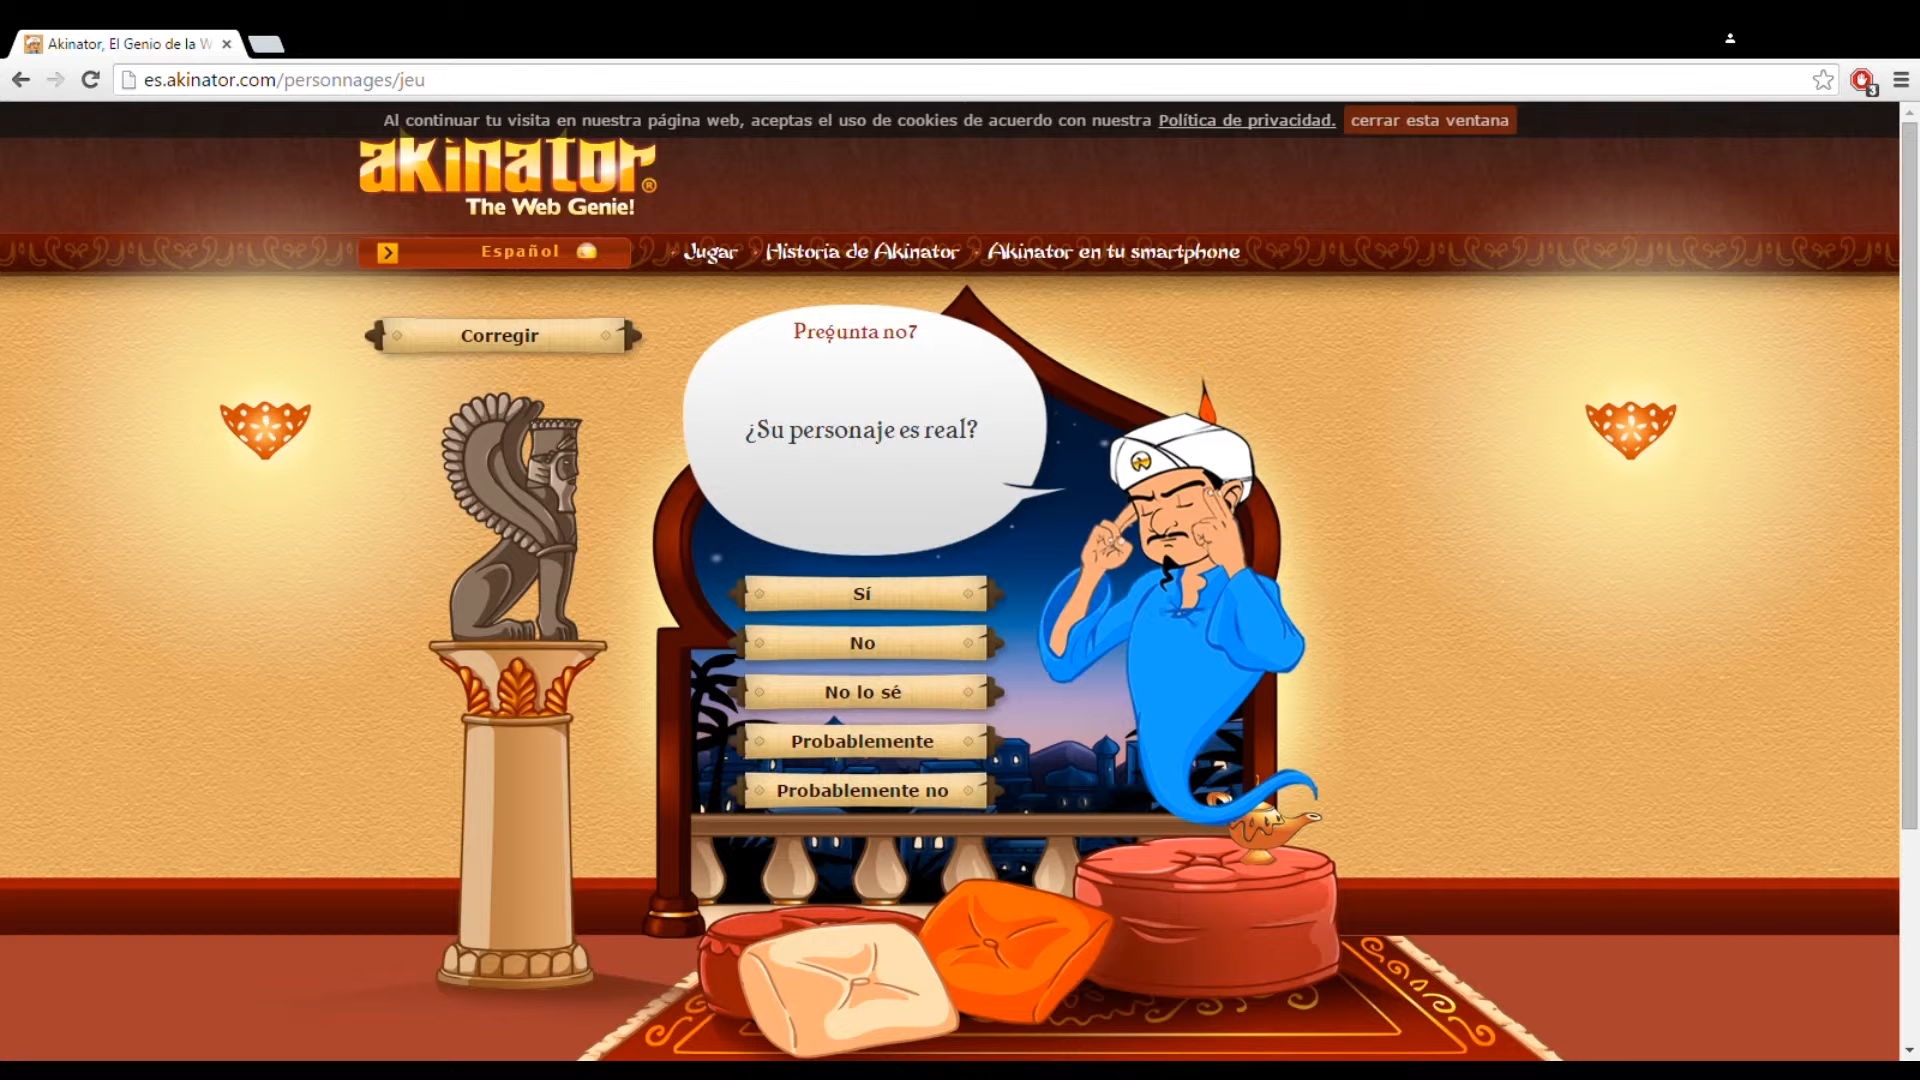 Akinator, El Genio de la W
es.akinator.com/personnages/jeu
3
Al continuar tu visita en nuestra página web, aceptas el uso de cookies de acuerdo con nuestra Política de privacidad. cerrar esta ventana
akinator®
The Web Genie!
Español
Jugar Historia de Akinator Akinator en tu smartphone
Corregir
Pregunta no7
¿Su personaje es real?
Sí
No
No lo sé
Probablemente
Probablemente no